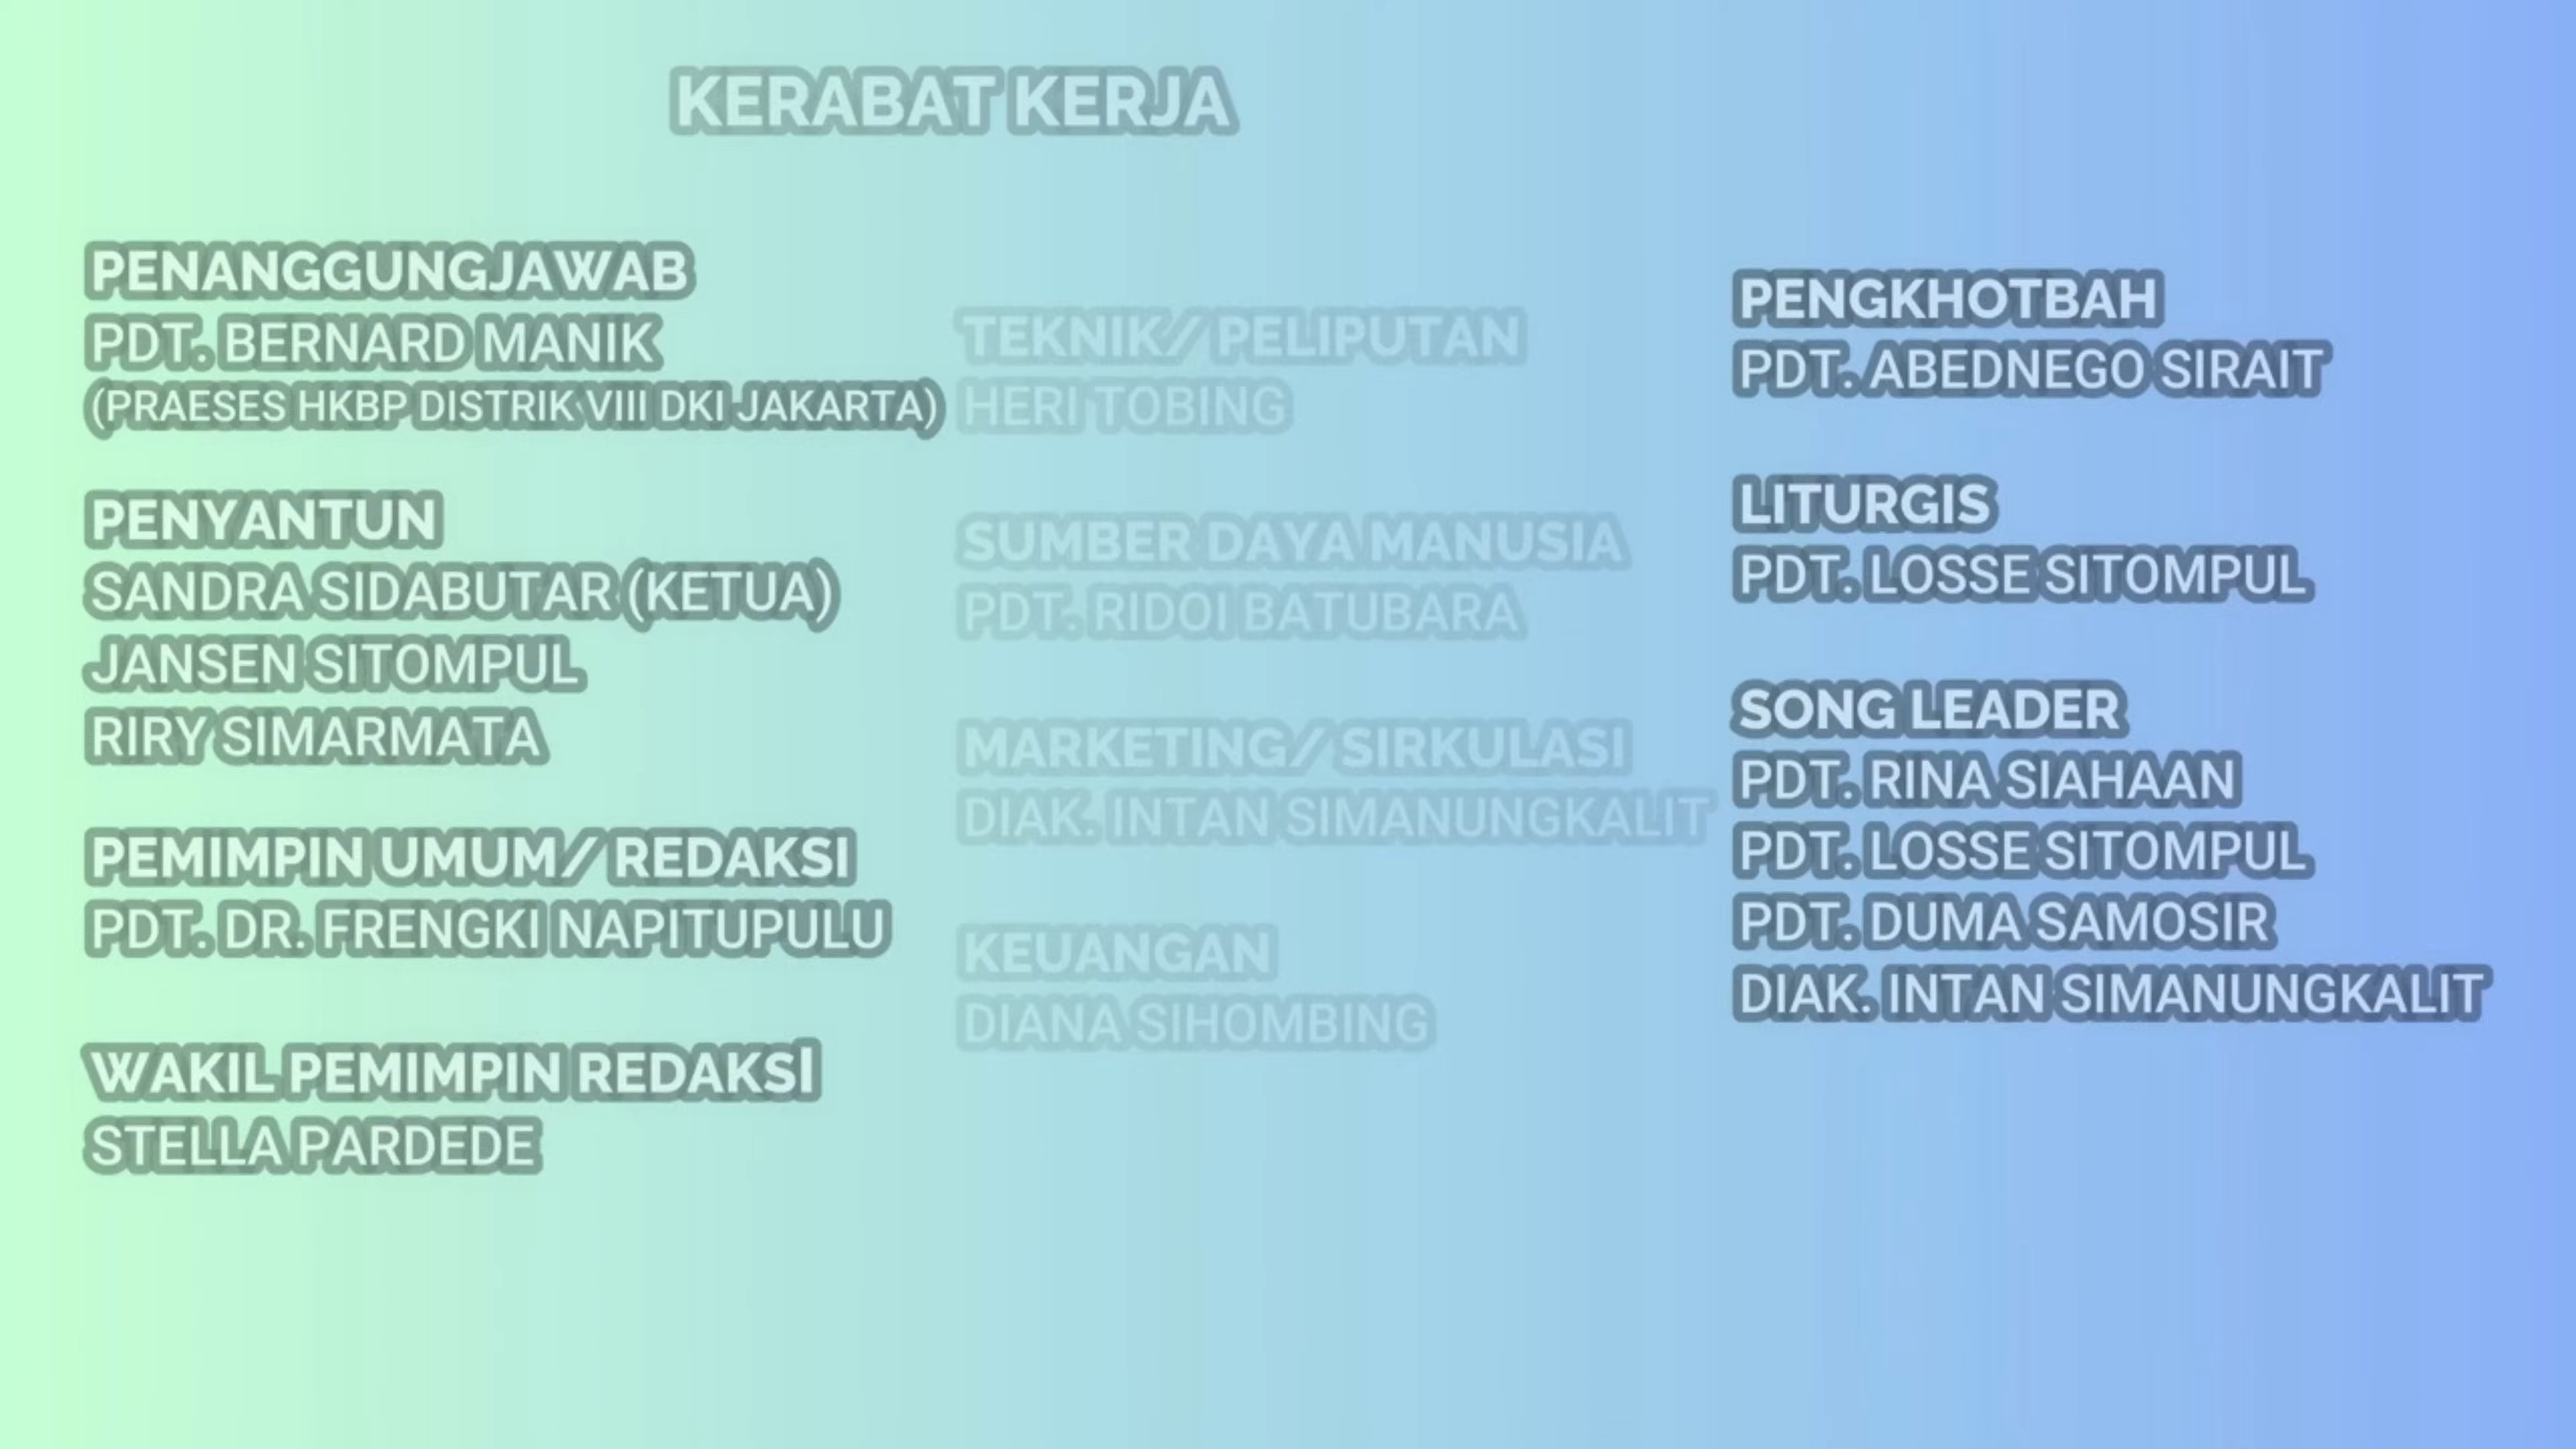 KERABAT KERJA
PENANGGUNGJAWAB
PDT. BERNARD MANIK
(PRAESES HKBP DISTRIK VIII DKI JAKARTA)
PENYANTUN
SANDRA SIDABUTAR (KETUA)
JANSEN SITOMPUL
RIRY SIMARMATA
PEMIMPIN UMUM/ REDAKSI
PDT. DR. FRENGKI NAPITUPULU
WAKIL PEMIMPIN REDAKSI
STELLA PARDEDE
TEKNIK/ PELIPUTAN
HERI TOBING
SUMBER DAYA MANUSIA
PDT. RIDOI BATUBARA
MARKETING/ SIRKULASI
DIAK. INTAN SIMANUNGKALIT
KEUANGAN
DIANA SIHOMBING
PENGKHOTBAH
PDT. ABEDNEGO SIRAIT
LITURGIS
PDT. LOSSE SITOMPUL
SONG LEADER
PDT. RINA SIAHAAN
PDT. LOSSE SITOMPUL
PDT. DUMA SAMOSIR
DIAK. INTAN SIMANUNGKALIT